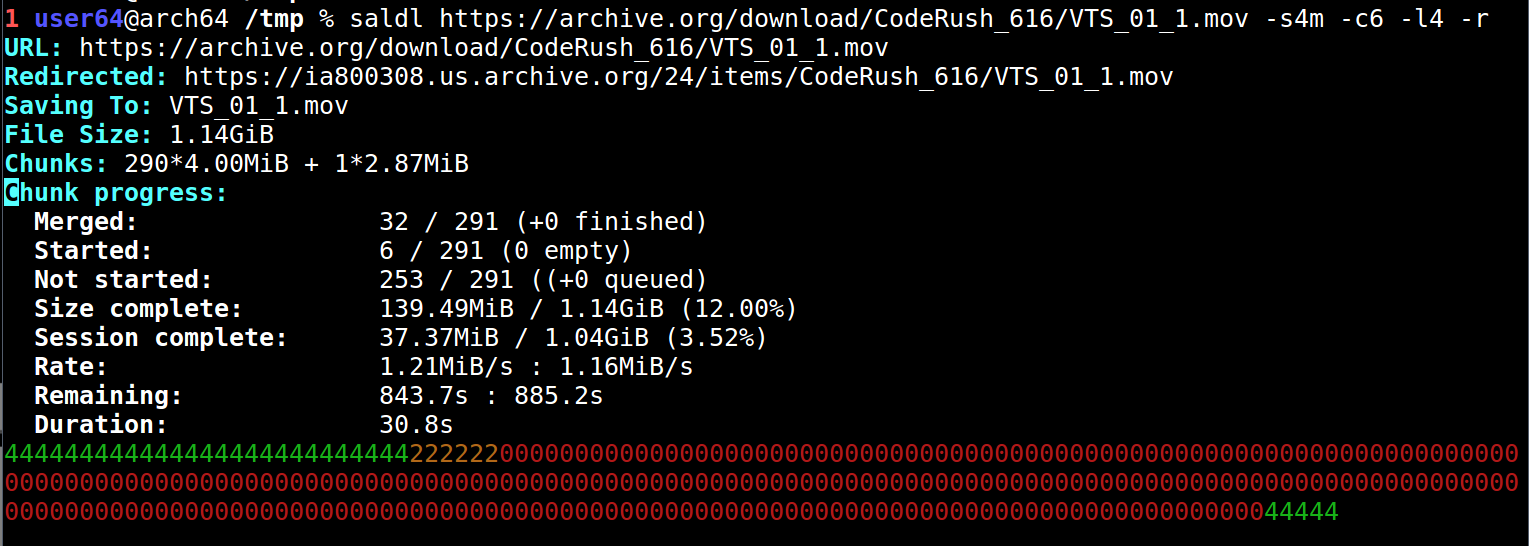 1 user64@arch64 /tmp % saldl https://archive.org/download/CodeRush_616/VTS_01_1.mov -s4m -c6 -l4 -r
URL: https://archive.org/download/CodeRush_616/VTS_01_1.mov
Redirected: https://ia800308.us.archive.org/24/items/CodeRush_616/VTS_01_1.mov
Saving To: VTS_01_1.mov
File Size: 1.14GiB
Chunks: 290*4.00MiB + 1*2.87MiB
Chunk progress:
Merged: 32 / 291 (+0 finished)
Started: 6 / 291 (0 empty)
Not started: 253 / 291 ((+0 queued)
Size complete: 139.49MiB / 1.14GiB (12.00%)
Session complete: 37.37MiB / 1.04GiB (3.52%)
Rate: 1.21MiB/s : 1.16MiB/s
Remaining: 843.7s : 885.2s
Duration: 30.8s
44444444444444444444444444422222200000000000000000000000000000000000000000000000000000000000000000000
00000000000000000000000000000000000000000000000000000000000000000000000000000000000000000000000000000
00000000000000000000000000000000000000000000000000000000000000000000000000000000000044444